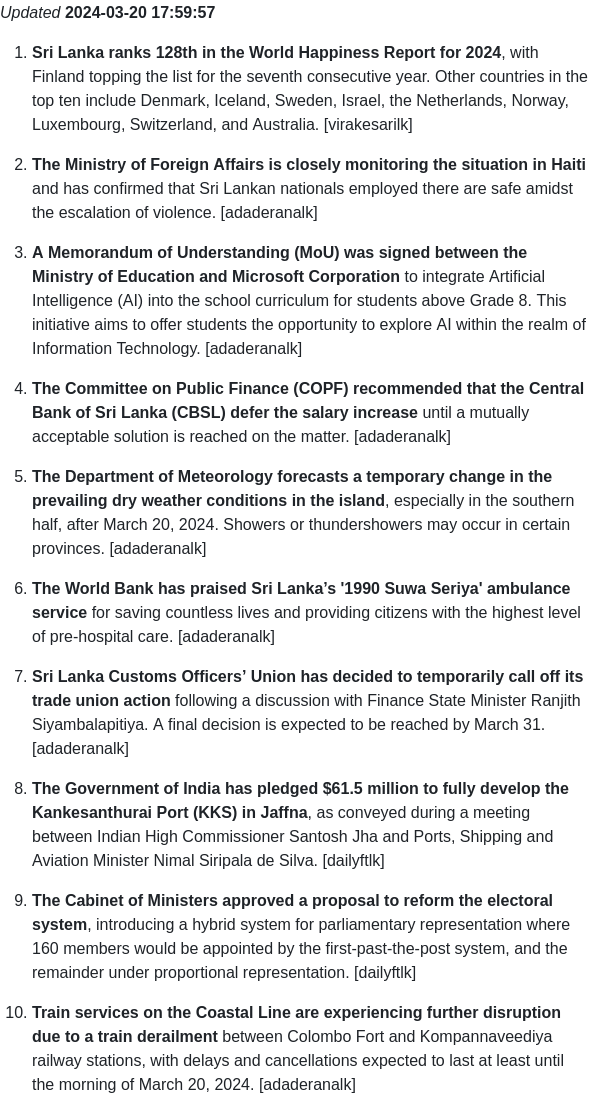 Updated 2024-03-20 17:59:57
1. Sri Lanka ranks 128th in the World Happiness Report for 2024, with
Finland topping the list for the seventh consecutive year. Other countries in the
top ten include Denmark, Iceland, Sweden, Israel, the Netherlands, Norway,
Luxembourg, Switzerland, and Australia. [virakesarilk]
2. The Ministry of Foreign Affairs is closely monitoring the situation in Haiti
and has confirmed that Sri Lankan nationals employed there are safe amidst
the escalation of violence. [adaderanalk]
3. A Memorandum of Understanding (MoU) was signed between the
Ministry of Education and Microsoft Corporation to integrate Artificial
Intelligence (AI) into the school curriculum for students above Grade 8. This
initiative aims to offer students the opportunity to explore AI within the realm of
Information Technology. [adaderanalk]
4. The Committee on Public Finance (COPF) recommended that the Central
Bank of Sri Lanka (CBSL) defer the salary increase until a mutually
acceptable solution is reached on the matter. [adaderanalk]
5. The Department of Meteorology forecasts a temporary change in the
prevailing dry weather conditions in the island, especially in the southern
half, after March 20, 2024. Showers or thundershowers may occur in certain
provinces. [adaderanalk]
6. The World Bank has praised Sri Lanka’s '1990 Suwa Seriya' ambulance
service for saving countless lives and providing citizens with the highest level
of pre-hospital care. [adaderanalk]
7. Sri Lanka Customs Officers’ Union has decided to temporarily call off its
trade union action following a discussion with Finance State Minister Ranjith
Siyambalapitiya. A final decision is expected to be reached by March 31.
[adaderanalk]
8. The Government of India has pledged $61.5 million to fully develop the
Kankesanthurai Port (KKS) in Jaffna, as conveyed during a meeting
between Indian High Commissioner Santosh Jha and Ports, Shipping and
Aviation Minister Nimal Siripala de Silva. [dailyftlk]
9. The Cabinet of Ministers approved a proposal to reform the electoral
system, introducing a hybrid system for parliamentary representation where
160 members would be appointed by the first-past-the-post system, and the
remainder under proportional representation. [dailyftlk]
10. Train services on the Coastal Line are experiencing further disruption
due to a train derailment between Colombo Fort and Kompannaveediya
railway stations, with delays and cancellations expected to last at least until
the morning of March 20, 2024. [adaderanalk]